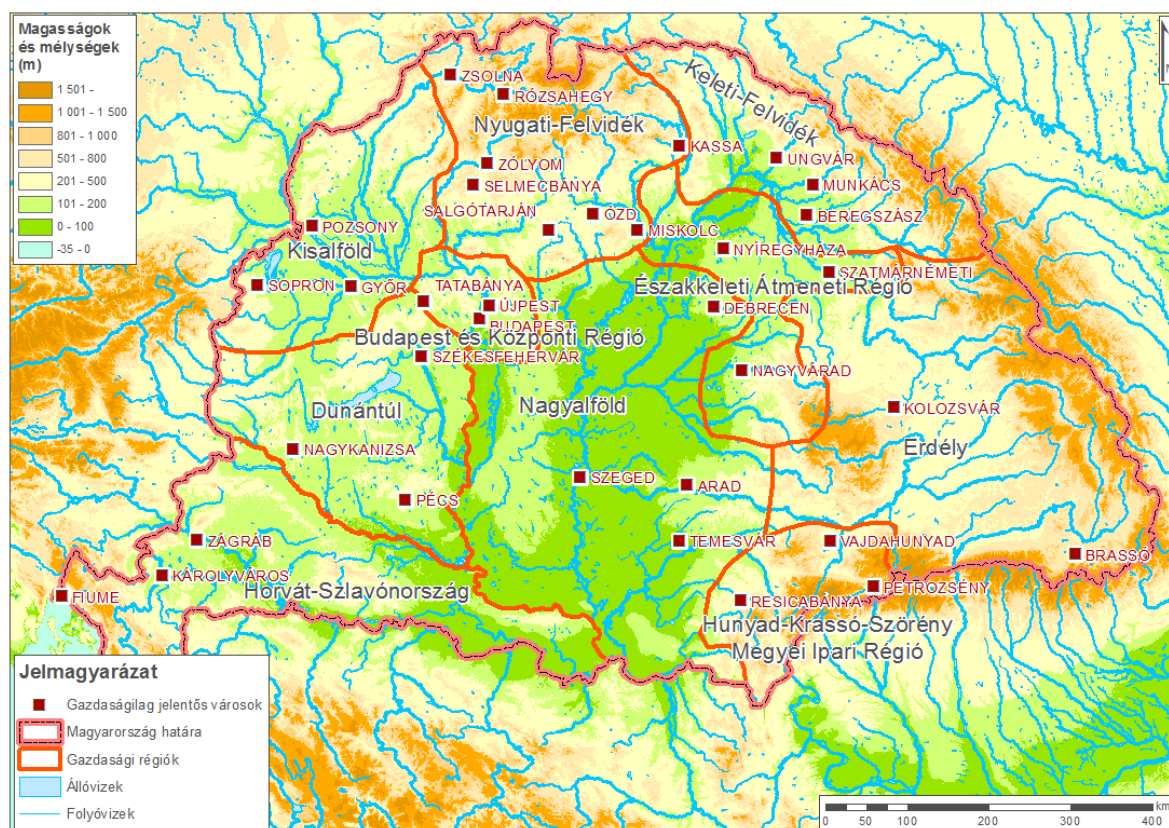 Magasságok
és mélységek
(m)
1 501 -
1 001 - 1 500
801 - 1 000
501 - 800
201 - 500
101 - 200
0 - 100
-35 - 0
ZSOLNA
RÓZSAHEGY
Nyugati-Felvidék
Keleti-Felvidék
KASSA
UNGVÁR
ZÓLYOM
SELMECBÁNYA
MUNKÁCS
SALGÓTARJÁN
ÓZD
MISKOLC
BEREGSZÁSZ
POZSONY
Kisalföld
NYÍREGYHÁZA
SZATMÁRNÉMETI
SOPRON
GYŐR
TATABÁNYA
ÚJPEST
Északkeleti Átmeneti Régió
DEBRECEN
BUDAPEST
Budapest és Központi Régió
SZÉKESFEHÉRVÁR
NAGYVÁRAD
Dunántúl
Nagyalföld
KOLOZSVÁR
Erdély
NAGYKANIZSA
SZEGED
ARAD
PÉCS
ZÁGRÁB
TEMESVÁR
VAJDAHUNYAD
BRASSÓ
KÁROLYVÁROS
Horvát-Szlavónország
PETROZSÉNY
FIUME
RESICABÁNYA
Hunyad-Krassó-Szörény
Megyei Ipari Régió
Jelmagyarázat
Gazdaságilag jelentős városok
Magyarország határa
Gazdasági régiók
Állóvizek
Folyóvizek
km
0 50 100 200 300 400